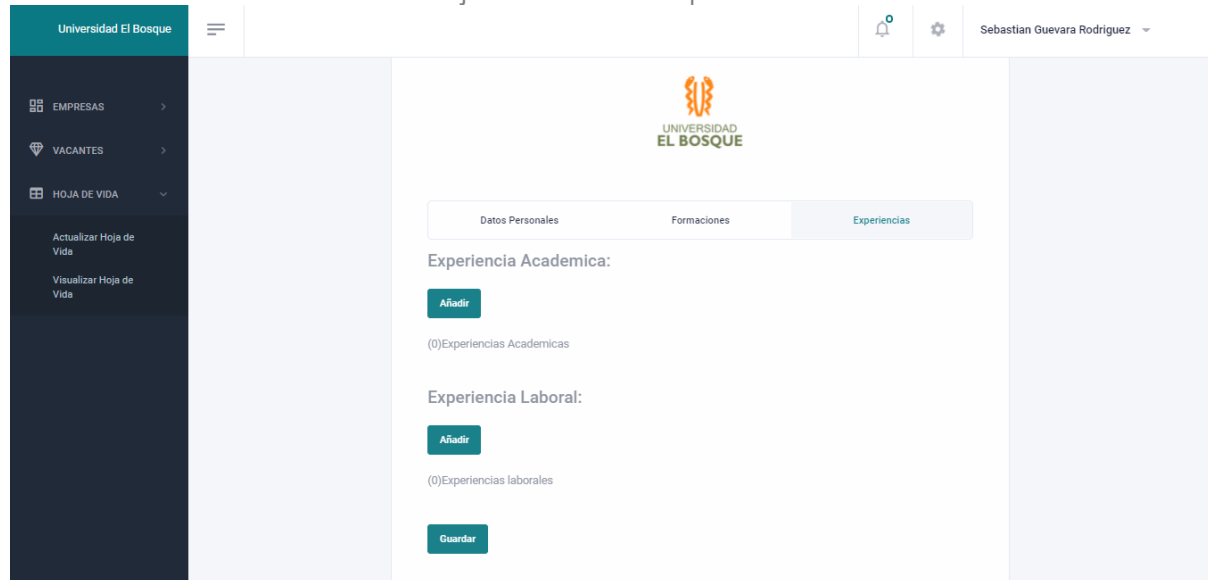 Universidad El Bosque
0
Sebastian Guevara Rodriguez
EMPRESAS
VACANTES
HOJA DE VIDA
Actualizar Hoja de
Vida
Visualizar Hoja de
Vida
UNIVERSIDAD
EL BOSQUE
Datos Personales
Formaciones
Experiencias
Experiencia Academica:
Añadir
(0)Experiencias Academicas
Experiencia Laboral:
Añadir
(0)Experiencias laborales
Guardar